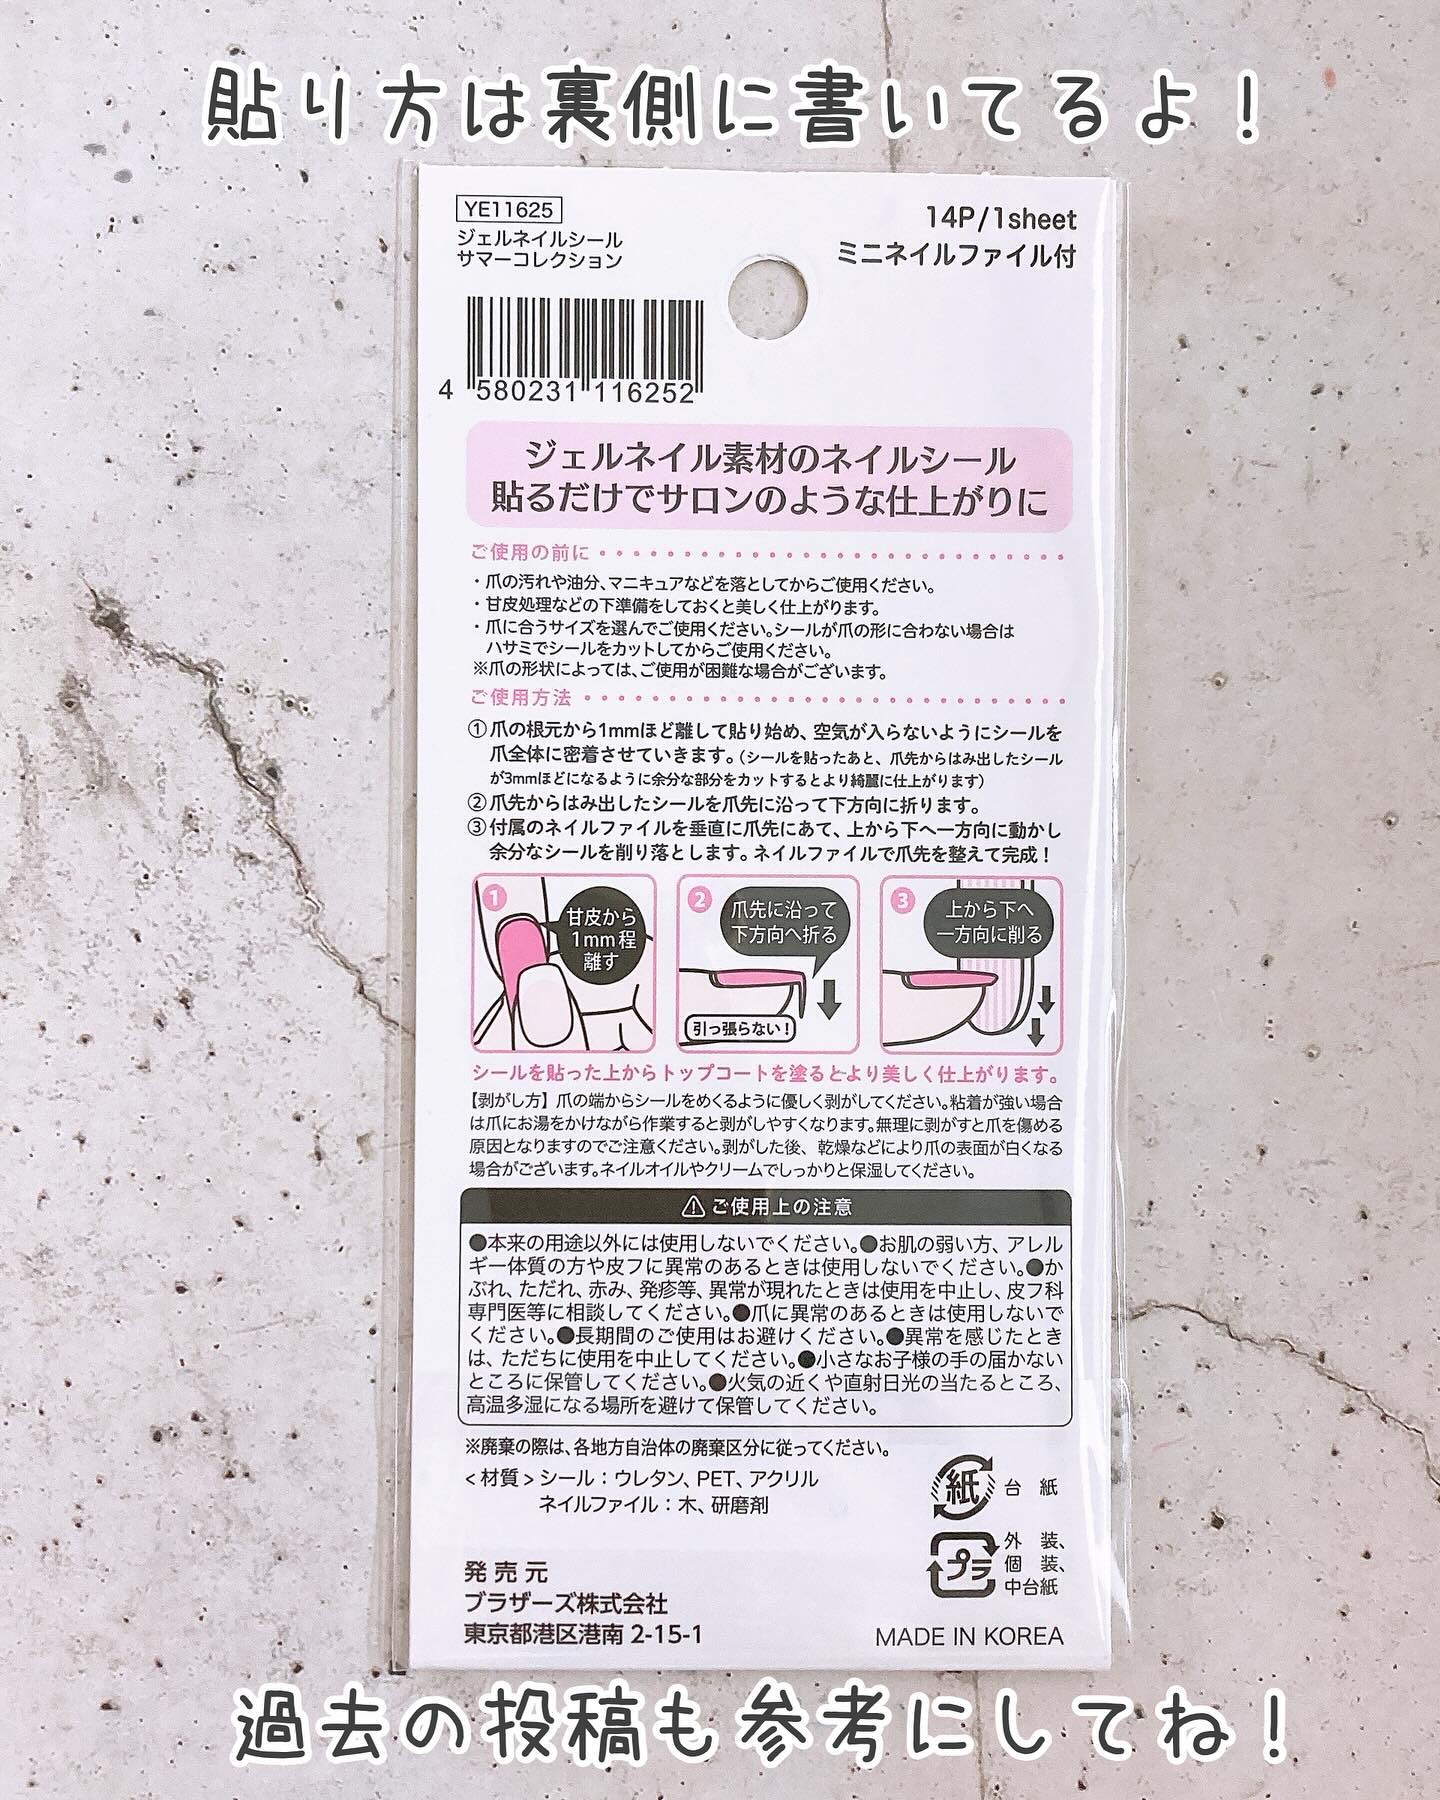 貼り方は裏側に書いてるよ！
YE11625
ジェルネイルシール
サマーコレクション
14P/1sheet
ミニネイルファイル付
4 580231 116252
ジェルネイル素材のネイルシール
貼るだけでサロンのような仕上がりに
ご使用の前に
・爪の汚れや油分、マニキュアなどを落としてからご使用ください。
・甘皮処理などの下準備をしておくと美しく仕上がります。
・爪に合うサイズを選んでご使用ください。シールが爪の形に合わない場合は
ハサミでシールをカットしてからご使用ください。
※爪の形状によっては、ご使用が困難な場合がございます。
ご使用方法
①爪の根元から1mmほど離して貼り始め、空気が入らないようにシールを
爪全体に密着させていきます。（シールを貼ったあと、爪先からはみ出したシール
が3mmほどになるように余分な部分をカットするとより綺麗に仕上がります）
②爪先からはみ出したシールを爪先に沿って下方向に折ります。
③付属のネイルファイルを垂直に爪先にあて、上から下へ一方向に動かし
余分なシールを削り落とします。ネイルファイルで爪先を整えて完成！
1
甘皮から
1mm程
離す
2
爪先に沿って
下方向へ折る
引っ張らない！
3
上から下へ
一方向に削る
シールを貼った上からトップコートを塗るとより美しく仕上がります。
【剥がし方】爪の端からシールをめくるように優しく剥がしてください。粘着が強い場合
は爪にお湯をかけながら作業すると剥がしやすくなります。無理に剥がすと爪を傷める
原因となりますのでご注意ください。剥がした後、乾燥などにより爪の表面が白くなる
場合がございます。ネイルオイルやクリームでしっかりと保湿してください。
⚠ご使用上の注意
●本来の用途以外には使用しないでください。●お肌の弱い方、アレル
ギー体質の方や皮フに異常のあるときは使用しないでください。●か
ぶれ、ただれ、赤み、発疹等、異常が現れたときは使用を中止し、皮フ科
専門医等に相談してください。●爪に異常のあるときは使用しないで
ください。●長期間のご使用はお避けください。●異常を感じたとき
は、ただちに使用を中止してください。●小さなお子様の手の届かない
ところに保管してください。●火気の近くや直射日光の当たるところ、
高温多湿になる場所を避けて保管してください。
※廃棄の際は、各地方自治体の廃棄区分に従ってください。
＜材質＞シール：ウレタン、PET、アクリル
ネイルファイル：木、研磨剤
紙 台 紙
プラ 外 装、
個 装、
中台紙
発売元
ブラザーズ株式会社
東京都港区港南 2-15-1
MADE IN KOREA
過去の投稿も参考にしてね！